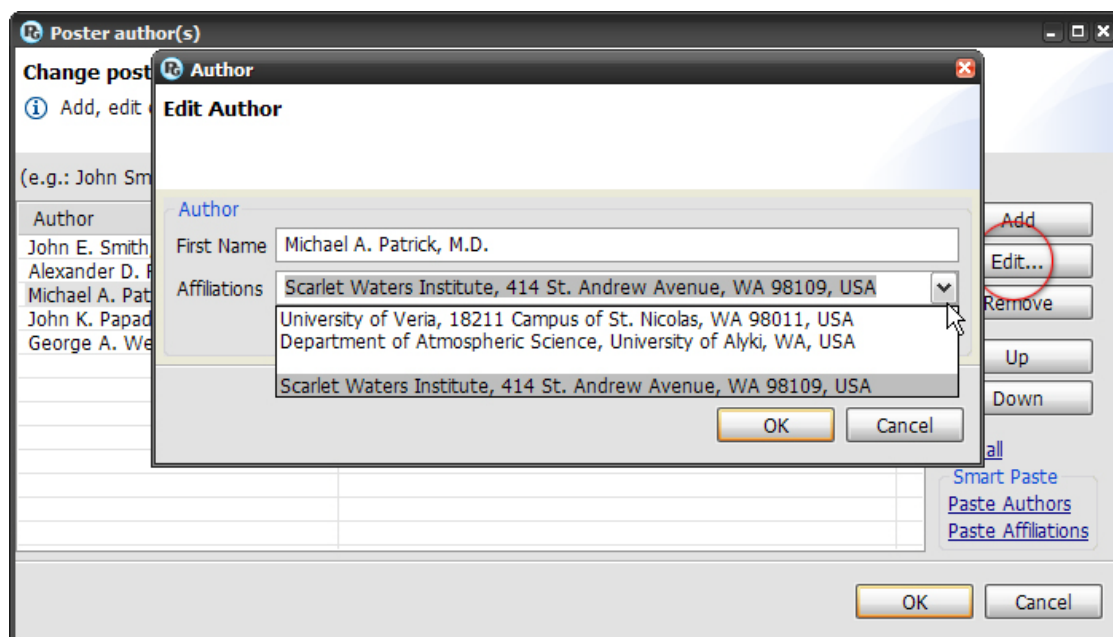 Poster author(s)
Change post
Add, edit
(e.g.: John Sm
Author
John E. Smith,
Alexander D.
Michael A. Pat
John K. Papad
George A. We
Author
Edit Author
Author
First Name Michael A. Patrick, M.D.
Affiliations Scarlet Waters Institute, 414 St. Andrew Avenue, WA 98109, USA
University of Veria, 18211 Campus of St. Nicolas, WA 98011, USA
Department of Atmospheric Science, University of Alyki, WA, USA
Scarlet Waters Institute, 414 St. Andrew Avenue, WA 98109, USA
OK Cancel
Add
Edit...
Remove
Up
Down
all
Smart Paste
Paste Authors
Paste Affiliations
OK Cancel